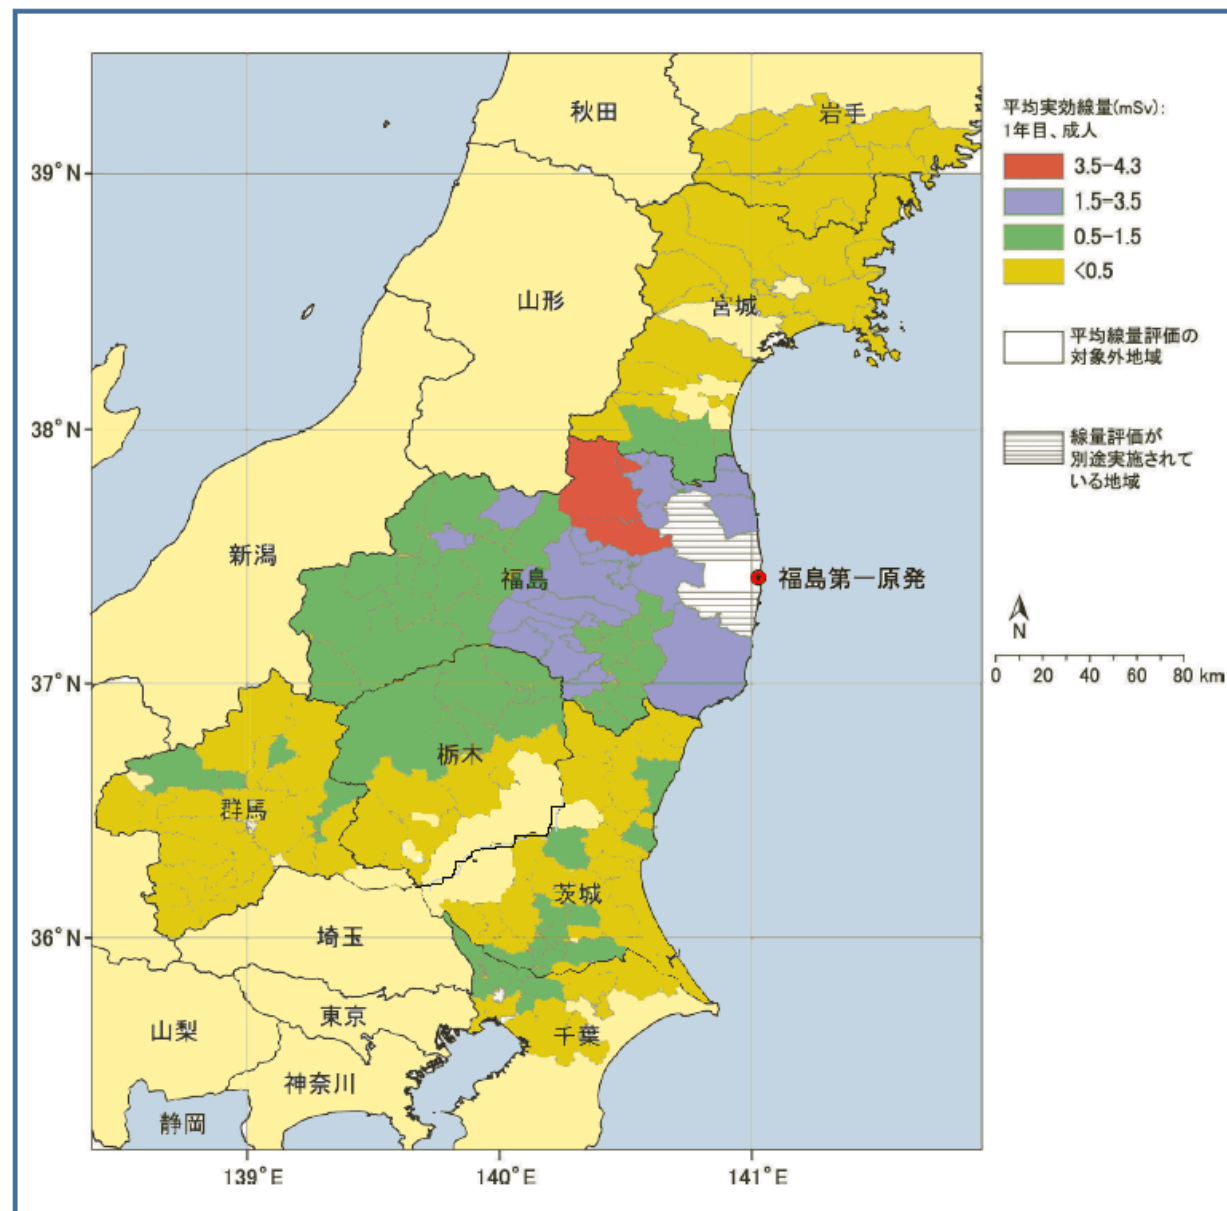 秋田
岩手
39°N
山形
宮城
38°N
新潟
福島
福島第一原発
37°N
栃木
群馬
茨城
36°N
埼玉
東京
山梨
千葉
神奈川
静岡
139°E
140°E
141°E
平均実効線量(mSv):
1年目、成人
3.5-4.3
1.5-3.5
0.5-1.5
<0.5
平均線量評価の
対象外地域
線量評価が
別途実施されて
いる地域
N
0 20 40 60 80 km